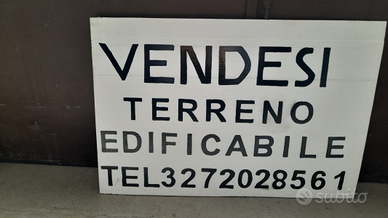 VENDESI
TERRENO
EDIFICABILE
TEL3272028561
subito